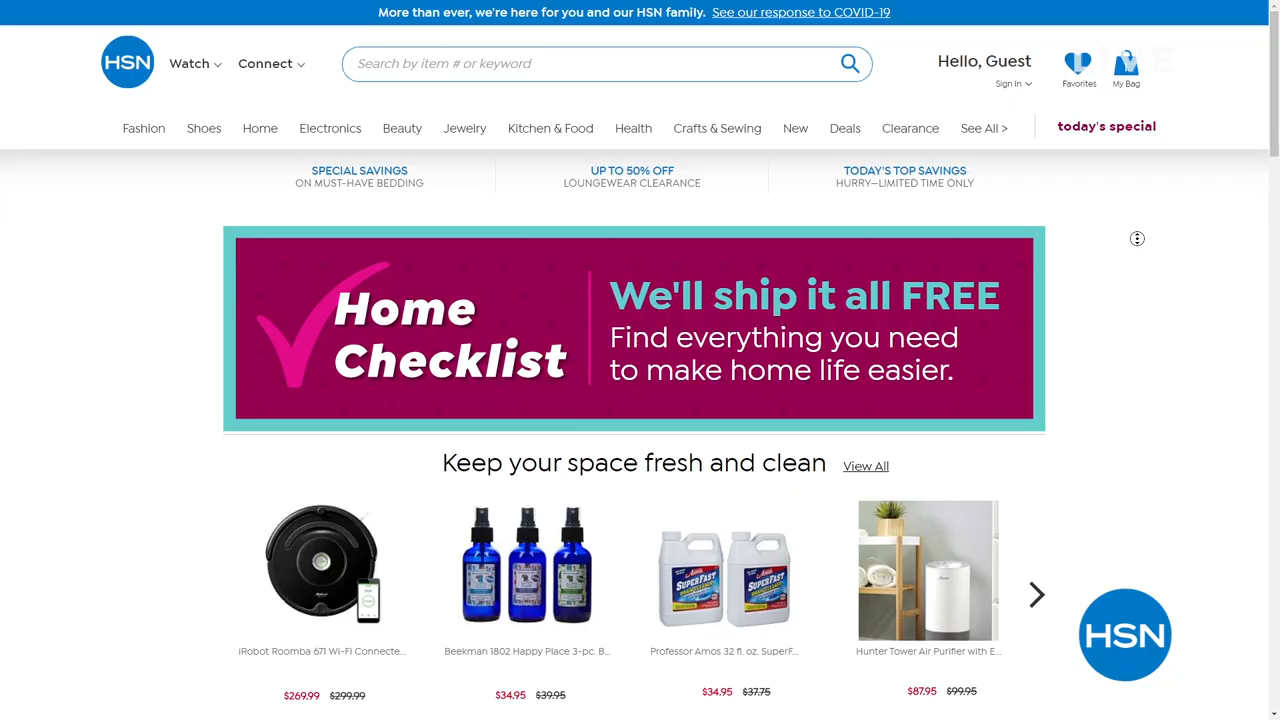 More than ever, we're here for you and our HSN family. See our response to COVID-19
HSN
Watch
Connect
Search by item # or keyword
Hello, Guest
Sign In
Favorites
My Bag
Fashion
Shoes
Home
Electronics
Beauty
Jewelry
Kitchen & Food
Health
Crafts & Sewing
New
Deals
Clearance
See All >
today's special
SPECIAL SAVINGS
ON MUST-HAVE BEDDING
UP TO 50% OFF
LOUNGEWEAR CLEARANCE
TODAY'S TOP SAVINGS
HURRY—LIMITED TIME ONLY
Home
Checklist
We'll ship it all FREE
Find everything you need
to make home life easier.
Keep your space fresh and clean View All
SUPERFAST
SUPERFAST
iRobot Roomba 671 Wi-Fi Connecte...
Beekman 1802 Happy Place 3-pc. B...
Professor Amos 32 fl. oz. SuperF...
Hunter Tower Air Purifier with E...
$269.99 $299.99
$34.95 $39.95
$34.95 $37.75
$87.95 $99.95
HSN